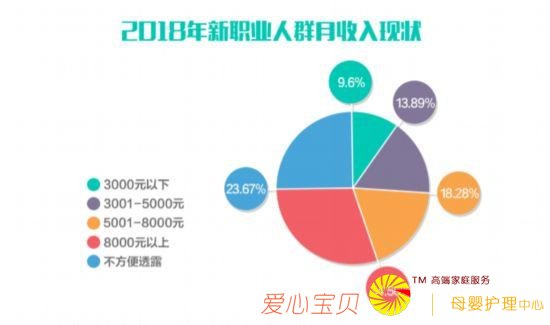 2018年新职业人群月收入现状
9.6%
13.89%
18.28%
23.67%
3000元以下
3001-5000元
5001-8000元
8000元以上
不方便透露
TM 高端家庭服务
爱心宝贝 | 母婴护理中心